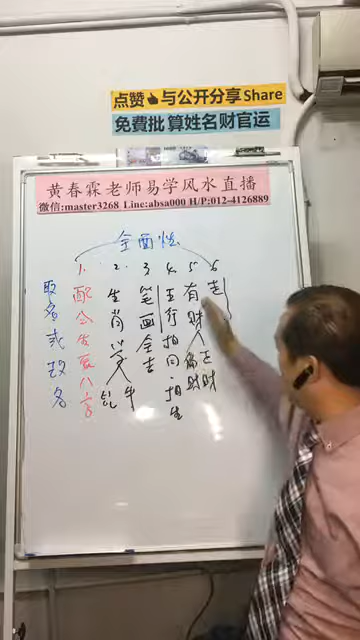 点赞与公开分享Share
免費批 算姓名财官运
黄春霖老师易学风水直播
微信:master3268 Line:absa000 H/P:012-4126889
全面性
取名或改名
1. 配合生辰八字
2. 生肖
牛
3 笔画全吉
4. 五行相同·相生
5 有财
偏财
正财
6 走